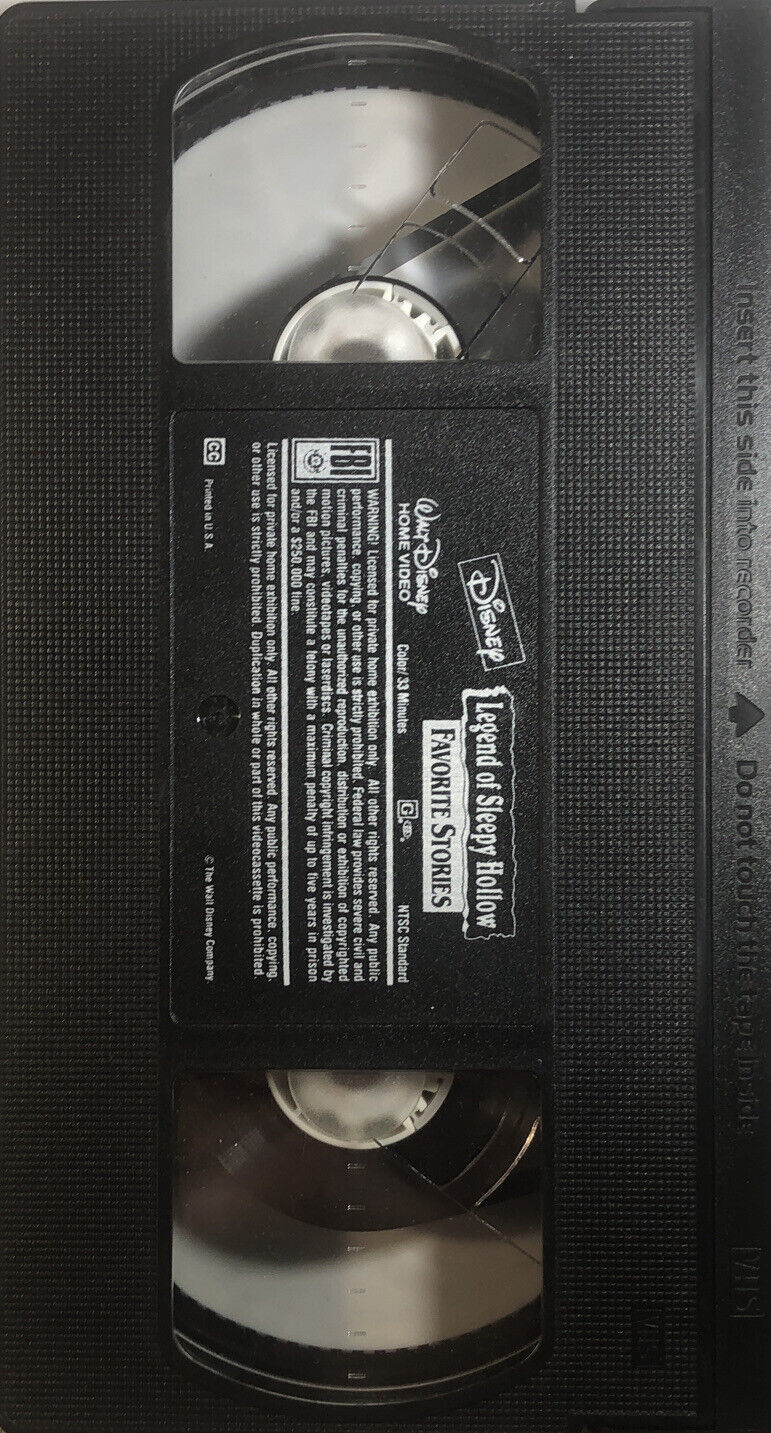 Insert this side into recorder Do not touch the tape inside
VHS
VHS
Disney
Legend of Sleepy Hollow
FAVORITE STORIES
Walt Disney
HOME VIDEO
Color/33 Minutes
G
CC
NTSC Standard
FBI
WARNING! Licensed for private home exhibition only. All other rights reserved. Any public
performance, copying, or other use is strictly prohibited. Federal law provides severe civil and
criminal penalties for the unauthorized reproduction, distribution or exhibition of copyrighted
motion pictures, videotapes or laserdiscs. Criminal copyright infringement is investigated by
the FBI and may constitute a felony with a maximum penalty of up to five years in prison
and/or a $250,000 fine.
Licensed for private home exhibition only. All other rights reserved. Any public performance, copying,
or other use is strictly prohibited. Duplication in whole or part of this videocassette is prohibited.
CC
Printed in U.S.A.
© The Walt Disney Company.